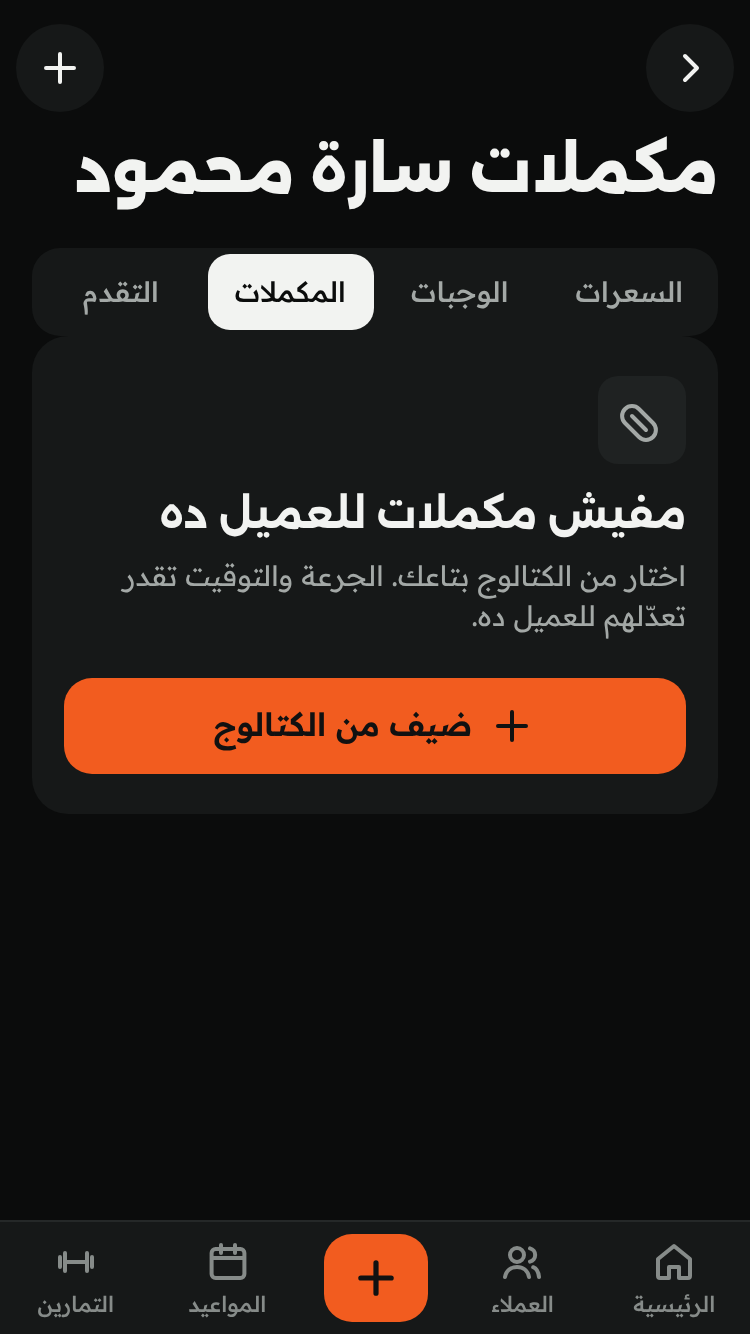 مكملات سارة محمود
السعرات
الوجبات
المكملات
التقدم
مفيش مكملات للعميل ده
اختار من الكتالوج بتاعك. الجرعة والتوقيت تقدر
تعدّلهم للعميل ده.
ضيف من الكتالوج
الرئيسية
العملاء
المواعيد
التمارين